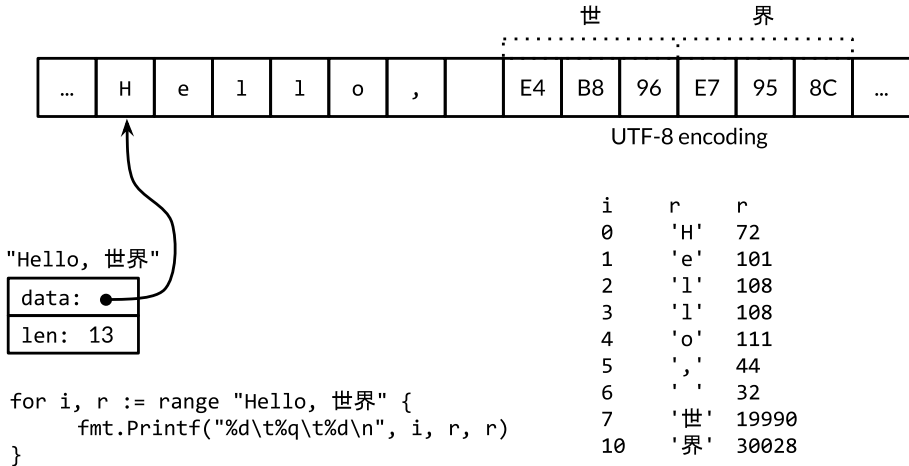 世 界
… H e l l o , E4 B8 96 E7 95 8C …
UTF-8 encoding
"Hello, 世界"
data:
len: 13
for i, r := range "Hello, 世界" {
fmt.Printf("%d\t%q\t%d\n", i, r, r)
}
i r r
0 'H' 72
1 'e' 101
2 'l' 108
3 'l' 108
4 'o' 111
5 ',' 44
6 ' ' 32
7 '世' 19990
10 '界' 30028